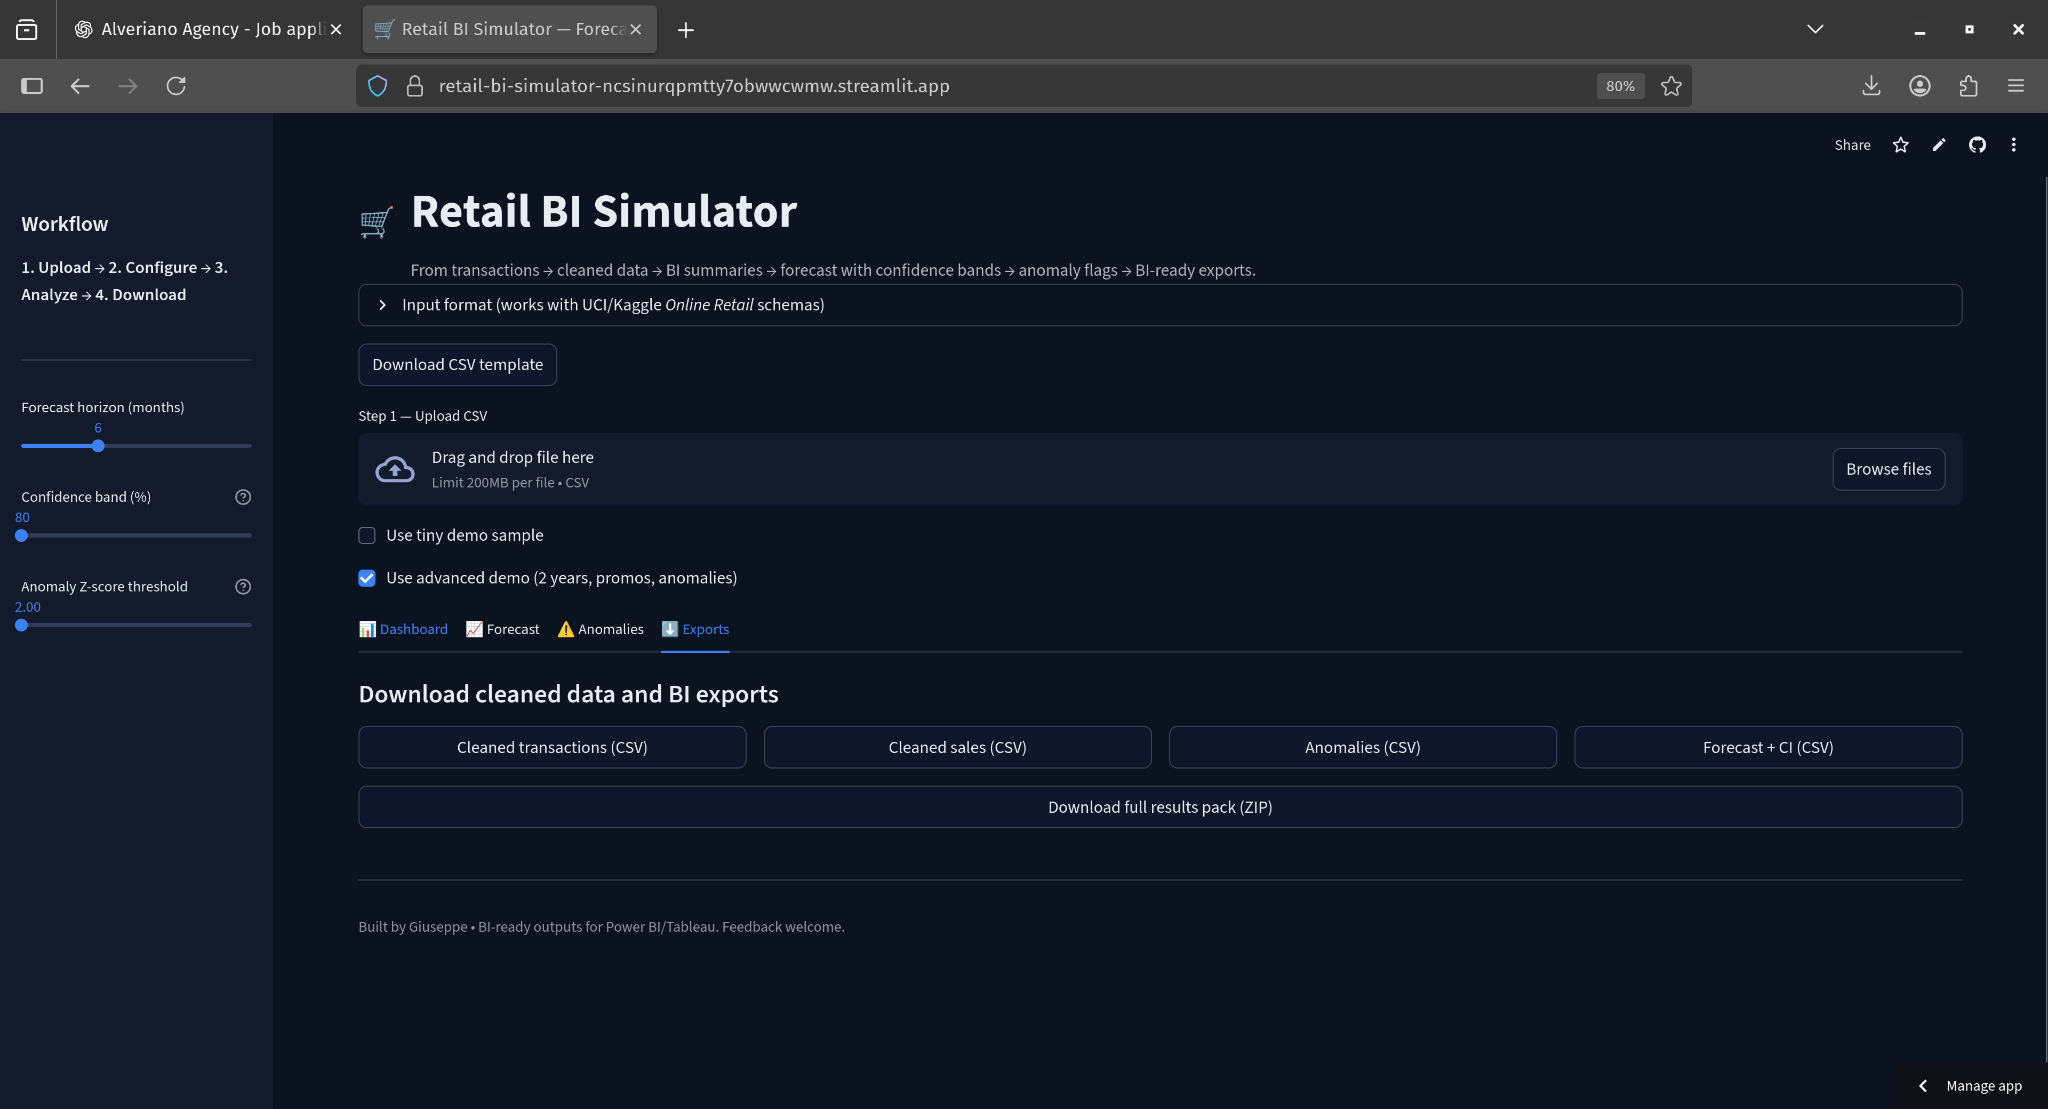 Alveriano Agency - Job appli
Retail BI Simulator — Foreca
retail-bi-simulator-ncsinurqpmtty7obwwcwmw.streamlit.app
80%
Share
Workflow
1. Upload → 2. Configure → 3.
Analyze → 4. Download
Forecast horizon (months)
6
Confidence band (%)
80
Anomaly Z-score threshold
2.00
Retail BI Simulator
From transactions → cleaned data → BI summaries → forecast with confidence bands → anomaly flags → BI-ready exports.
Input format (works with UCI/Kaggle Online Retail schemas)
Download CSV template
Step 1 — Upload CSV
Drag and drop file here
Limit 200MB per file • CSV
Browse files
Use tiny demo sample
Use advanced demo (2 years, promos, anomalies)
Dashboard
Forecast
Anomalies
Exports
Download cleaned data and BI exports
Cleaned transactions (CSV)
Cleaned sales (CSV)
Anomalies (CSV)
Forecast + CI (CSV)
Download full results pack (ZIP)
Built by Giuseppe • BI-ready outputs for Power BI/Tableau. Feedback welcome.
Manage app